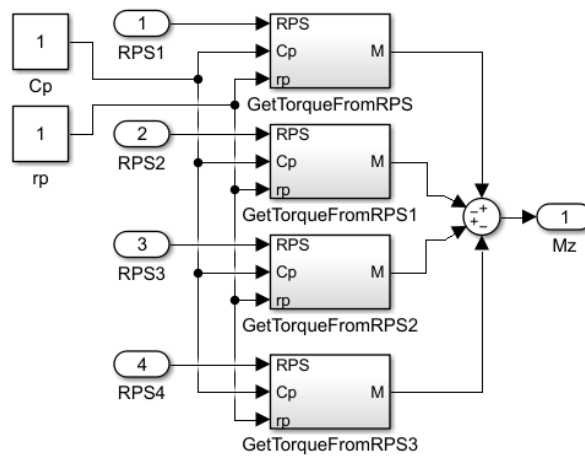 1
RPS1
1
Cp
RPS
Cp
rp
M
GetTorqueFromRPS
1
rp
2
RPS2
RPS
Cp
rp
M
GetTorqueFromRPS1
3
RPS3
RPS
Cp
rp
M
GetTorqueFromRPS2
4
RPS4
RPS
Cp
rp
M
GetTorqueFromRPS3
−+
+−
1
Mz